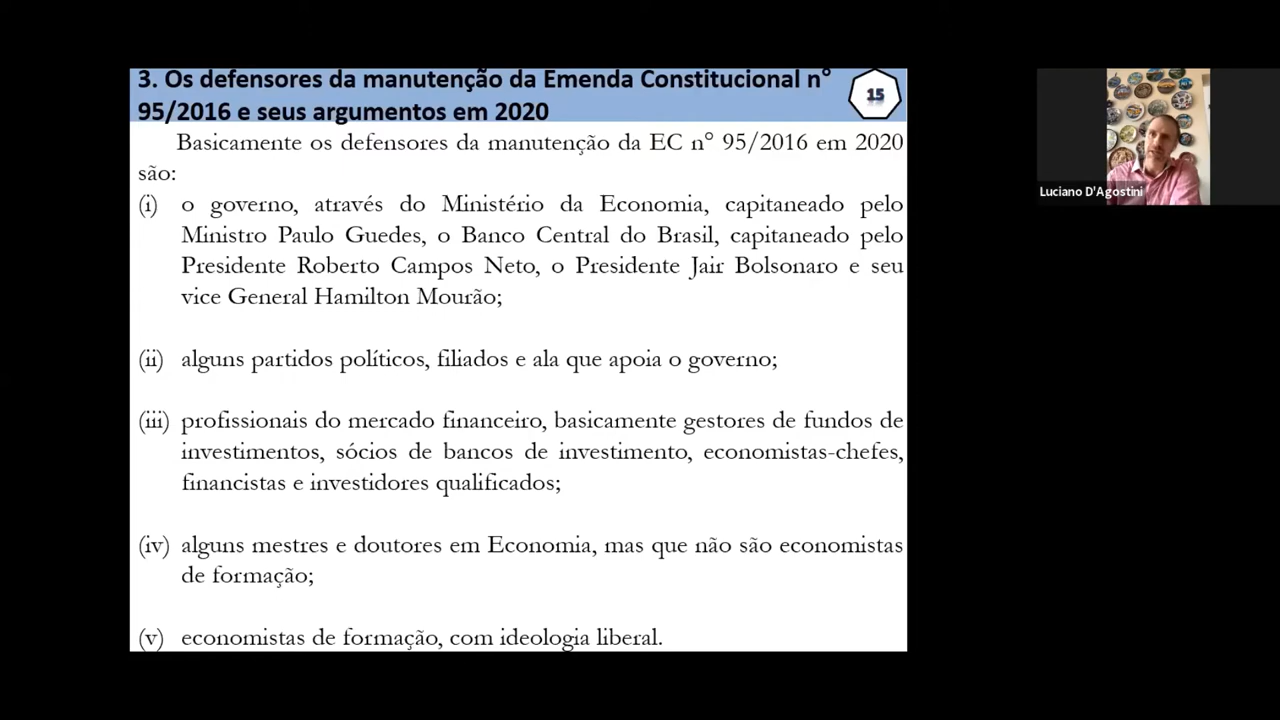 3. Os defensores da manutenção da Emenda Constitucional n°
95/2016 e seus argumentos em 2020
15
Basicamente os defensores da manutenção da EC n° 95/2016 em 2020
são:
(i) o governo, através do Ministério da Economia, capitaneado pelo
Ministro Paulo Guedes, o Banco Central do Brasil, capitaneado pelo
Presidente Roberto Campos Neto, o Presidente Jair Bolsonaro e seu
vice General Hamilton Mourão;
(ii) alguns partidos políticos, filiados e ala que apoia o governo;
(iii) profissionais do mercado financeiro, basicamente gestores de fundos de
investimentos, sócios de bancos de investimento, economistas-chefes,
financistas e investidores qualificados;
(iv) alguns mestres e doutores em Economia, mas que não são economistas
de formação;
(v) economistas de formação, com ideologia liberal.
Luciano D'Agostini